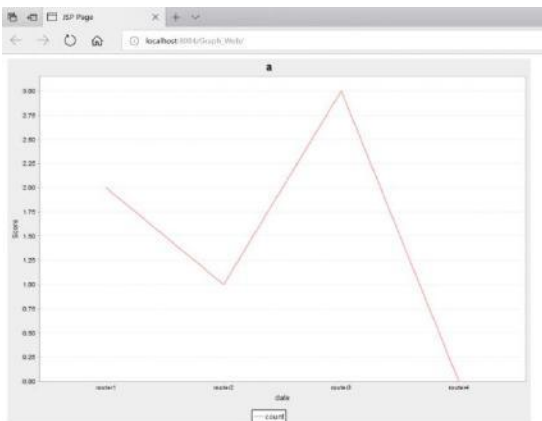 JSP Page
localhost:8084/Graph_Web/
a
3.00
2.75
2.50
2.25
2.00
1.75
1.50
1.25
1.00
0.75
0.50
0.25
0.00
Score
router1 router2 router3 router4
date
count